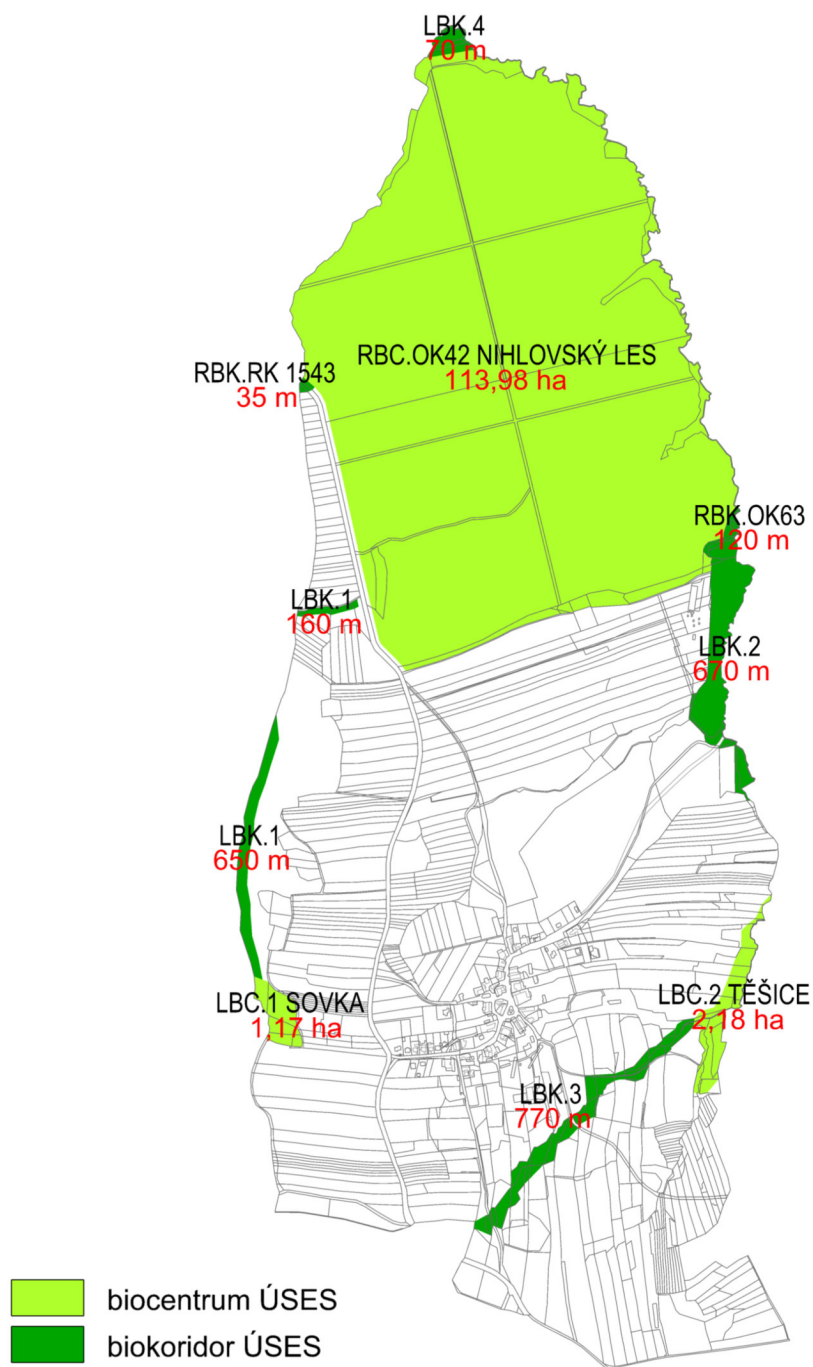 LBK.4
70 m
RBC.OK42 NIHLOVSKÝ LES
113,98 ha
RBK.RK 1543
35 m
RBK.OK63
120 m
LBK.1
160 m
LBK.2
670 m
LBK.1
650 m
LBC.1 SOVKA
1,17 ha
LBC.2 TĚŠICE
2,18 ha
LBK.3
770 m
biocentrum ÚSES
biokoridor ÚSES